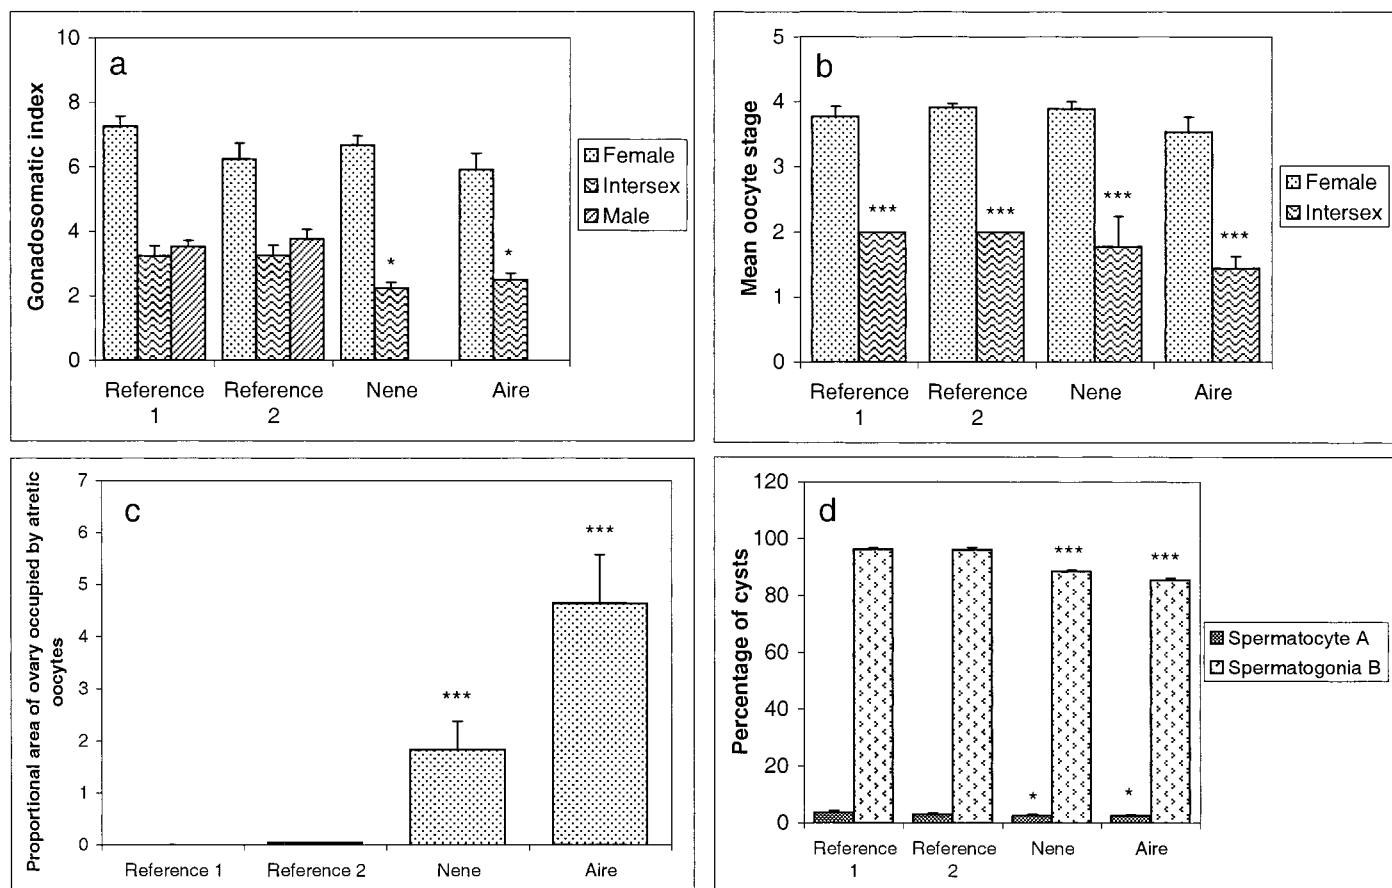 a
Gonadosomatic index
10
8
6
4
2
0
*
*
Reference 1
Reference 2
Nene
Aire
Female
Intersex
Male
b
Mean oocyte stage
5
4
3
2
1
0
***
***
***
***
Reference 1
Reference 2
Nene
Aire
Female
Intersex
c
Proportional area of ovary occupied by atretic
oocytes
7
6
5
4
3
2
1
0
***
***
Reference 1
Reference 2
Nene
Aire
d
Percentage of cysts
120
100
80
60
40
20
0
***
***
*
*
Reference 1
Reference 2
Nene
Aire
Spermatocyte A
Spermatogonia B